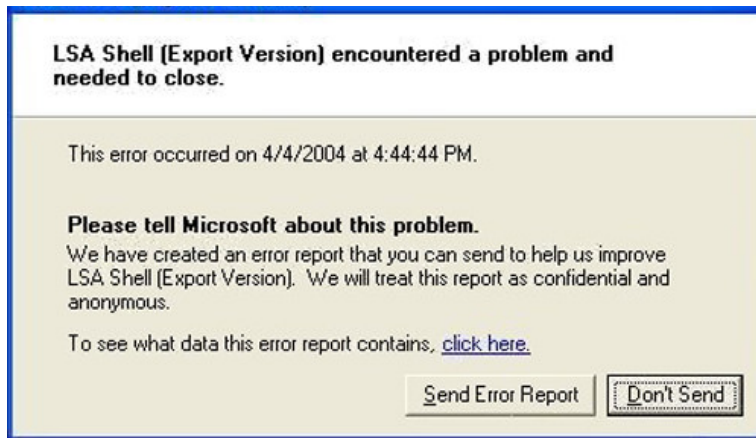 LSA Shell (Export Version) encountered a problem and
needed to close.
This error occurred on 4/4/2004 at 4:44:44 PM.
Please tell Microsoft about this problem.
We have created an error report that you can send to help us improve
LSA Shell (Export Version). We will treat this report as confidential and
anonymous.
To see what data this error report contains, click here.
Send Error Report
Don't Send